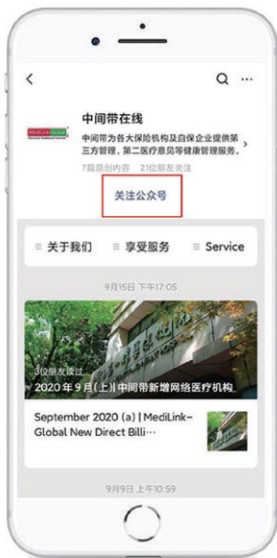 MediLink-Global
中间带在线
中间带为各大保险机构及自保企业提供第
三方管理，第二医疗意见等健康管理服务。
7篇原创内容 21位朋友关注
关注公众号
关于我们 享受服务 Service
9月15日 下午17:05
3位朋友读过
2020年9月(上)|中间带新增网络医疗机构
September 2020 (a) | MediLink-
Global New Direct Billi…
9月9日 上午10:59